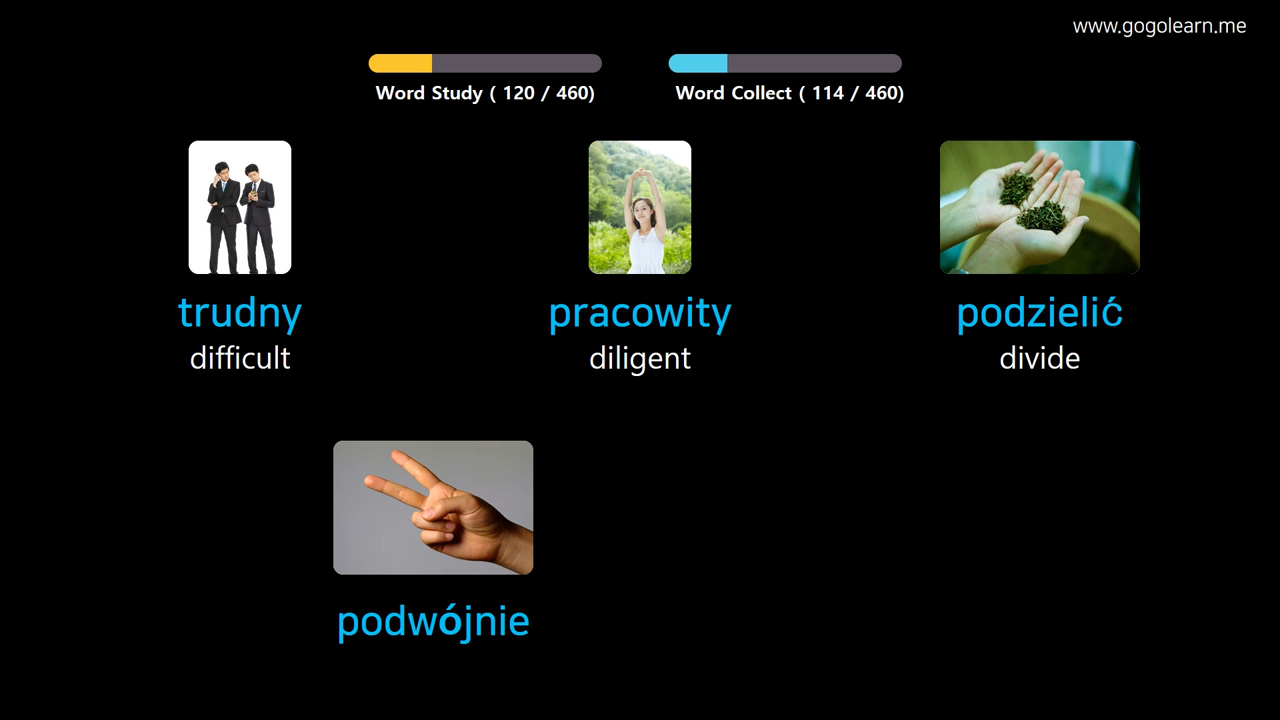 www.gogolearn.me
Word Study ( 120 / 460)
Word Collect ( 114 / 460)
trudny
difficult
pracowity
diligent
podzielić
divide
podwójnie